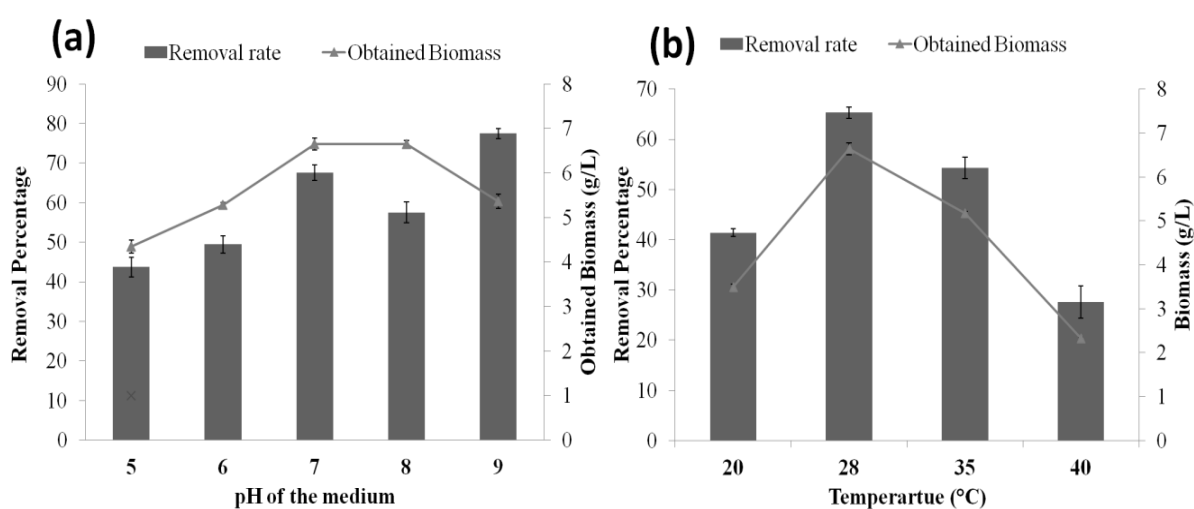 (a)
Removal rate
Obtained Biomass
90
80
70
60
50
40
30
20
10
0
Removal Percentage
8
7
6
5
4
3
2
1
0
Obtained Biomass (g/L)
5 6 7 8 9
pH of the medium
(b)
Removal rate
Obtained Biomass
70
60
50
40
30
20
10
0
Removal Percentage
8
7
6
5
4
3
2
1
0
Biomass (g/L)
20 28 35 40
Temperartue (°C)